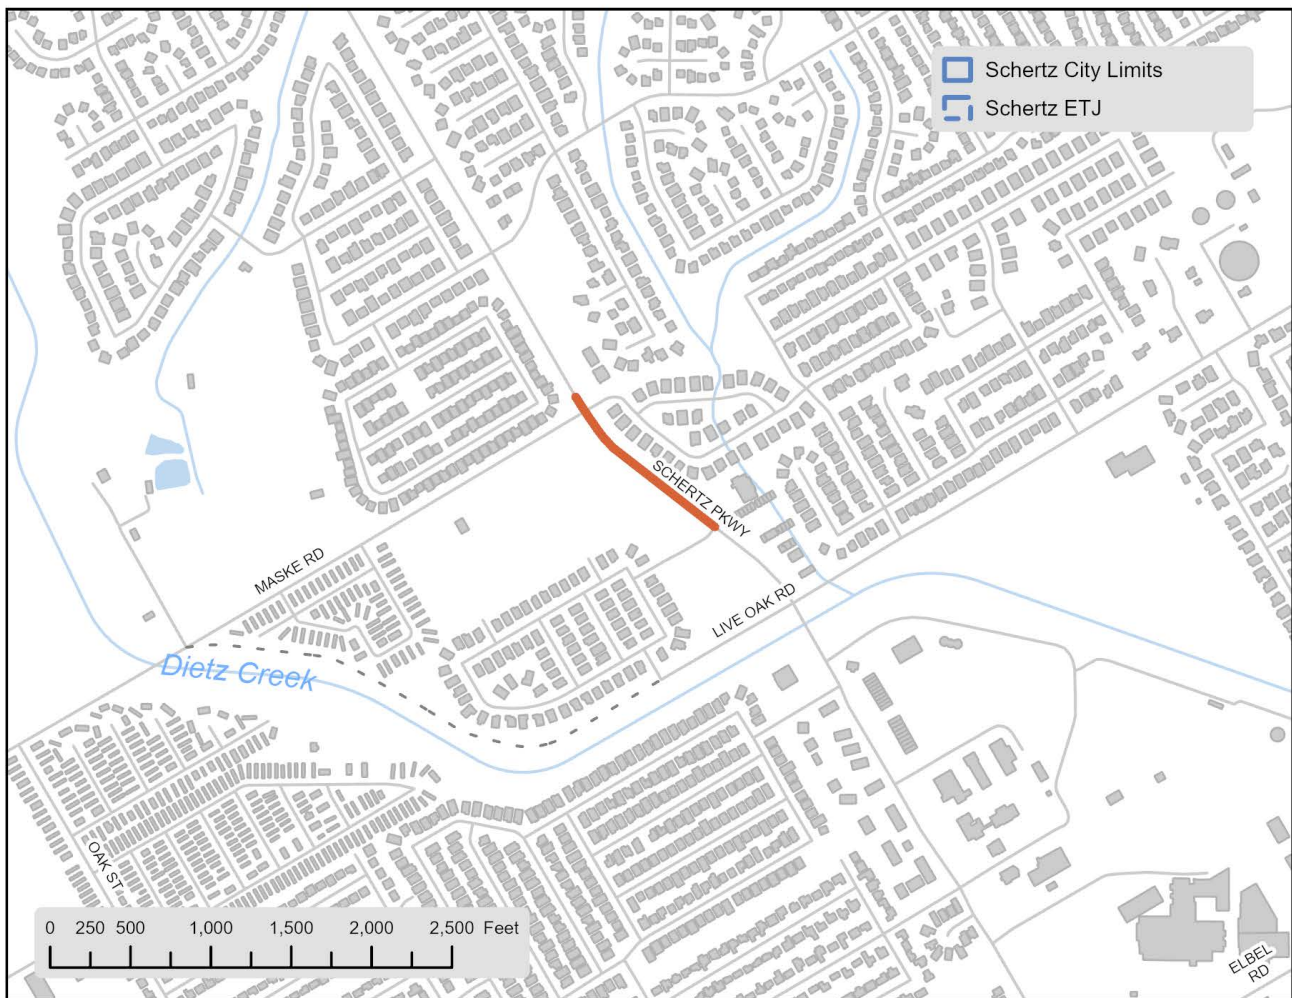 Schertz City Limits
Schertz ETJ
SCHERTZ PKWY
MASKE RD
LIVE OAK RD
Dietz Creek
OAK ST
0 250 500 1,000 1,500 2,000 2,500 Feet
ELBEL
RD